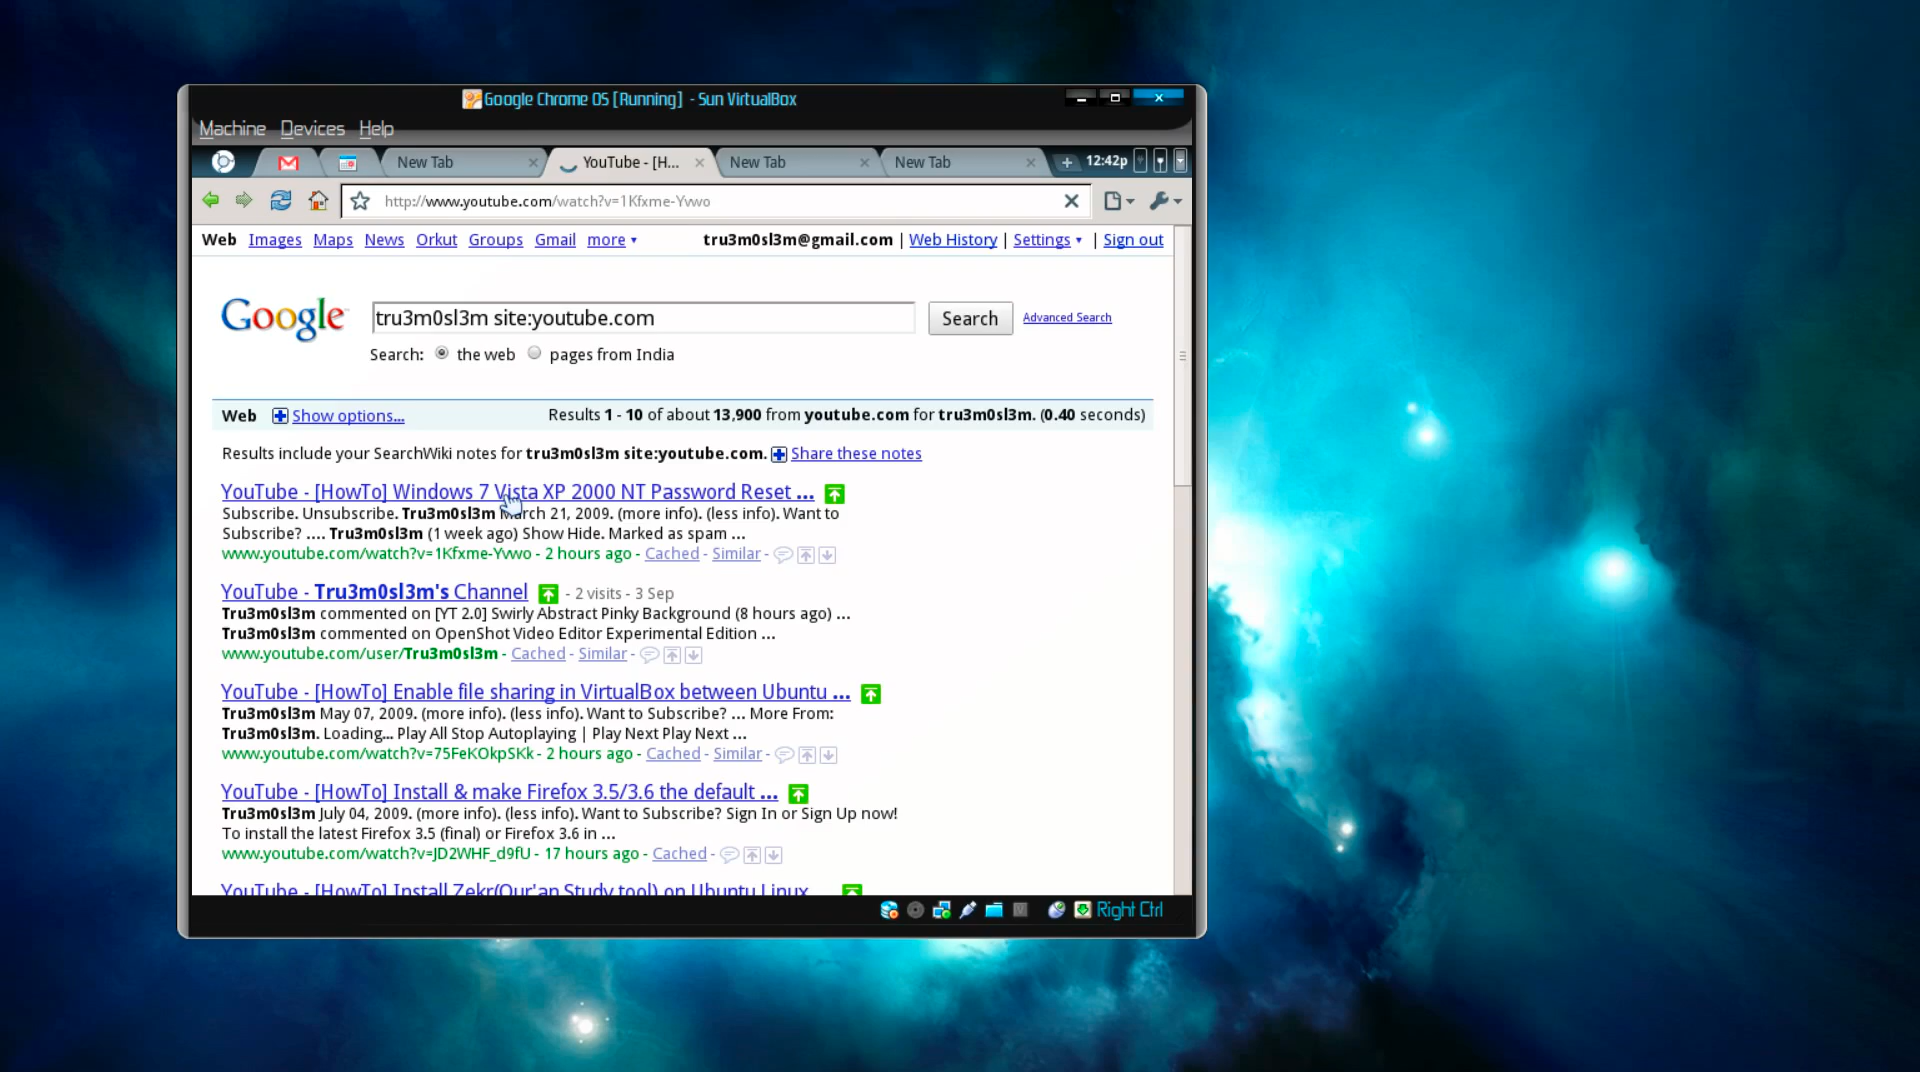 Google Chrome OS [Running] - Sun VirtualBox
Machine Devices Help
New Tab YouTube - [H... New Tab New Tab 12:42p
http://www.youtube.com/watch?v=1Kfxme-Yvwo
Web Images Maps News Orkut Groups Gmail more tru3m0sl3m@gmail.com | Web History | Settings | Sign out
Google tru3m0sl3m site:youtube.com Search Advanced Search
Search: the web pages from India
Web Show options... Results 1 - 10 of about 13,900 from youtube.com for tru3m0sl3m. (0.40 seconds)
Results include your SearchWiki notes for tru3m0sl3m site:youtube.com. Share these notes
YouTube - [HowTo] Windows 7 Vista XP 2000 NT Password Reset ...
Subscribe. Unsubscribe. Tru3m0sl3m March 21, 2009. (more info). (less info). Want to
Subscribe? .... Tru3m0sl3m (1 week ago) Show Hide. Marked as spam ...
www.youtube.com/watch?v=1Kfxme-Yvwo - 2 hours ago - Cached - Similar -
YouTube - Tru3m0sl3m's Channel - 2 visits - 3 Sep
Tru3m0sl3m commented on [YT 2.0] Swirly Abstract Pinky Background (8 hours ago) ...
Tru3m0sl3m commented on OpenShot Video Editor Experimental Edition ...
www.youtube.com/user/Tru3m0sl3m - Cached - Similar -
YouTube - [HowTo] Enable file sharing in VirtualBox between Ubuntu ...
Tru3m0sl3m May 07, 2009. (more info). (less info). Want to Subscribe? ... More From:
Tru3m0sl3m. Loading... Play All Stop Autoplaying | Play Next Play Next ...
www.youtube.com/watch?v=75FeKOkpSKk - 2 hours ago - Cached - Similar -
YouTube - [HowTo] Install & make Firefox 3.5/3.6 the default ...
Tru3m0sl3m July 04, 2009. (more info). (less info). Want to Subscribe? Sign In or Sign Up now!
To install the latest Firefox 3.5 (final) or Firefox 3.6 in ...
www.youtube.com/watch?v=JD2WHF_d9fU - 17 hours ago - Cached -
YouTube - [HowTo] Install Zekr(Qur'an Study tool) on Ubuntu Linux ...
Right Ctrl